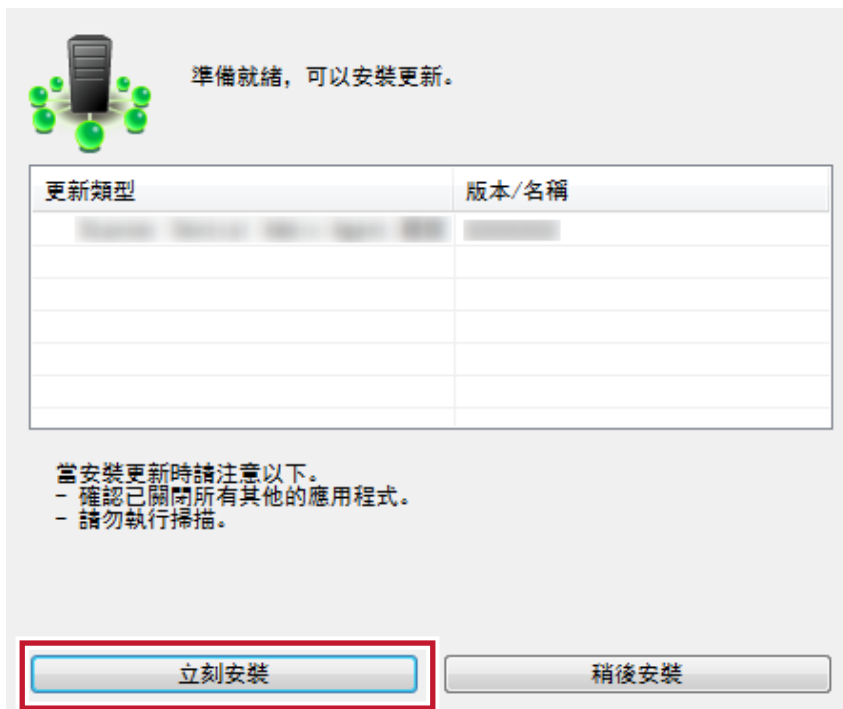 準備就緒，可以安裝更新。
更新類型 版本/名稱
當安裝更新時請注意以下。
- 確認已關閉所有其他的應用程式。
- 請勿執行掃描。
立刻安裝 稍後安裝